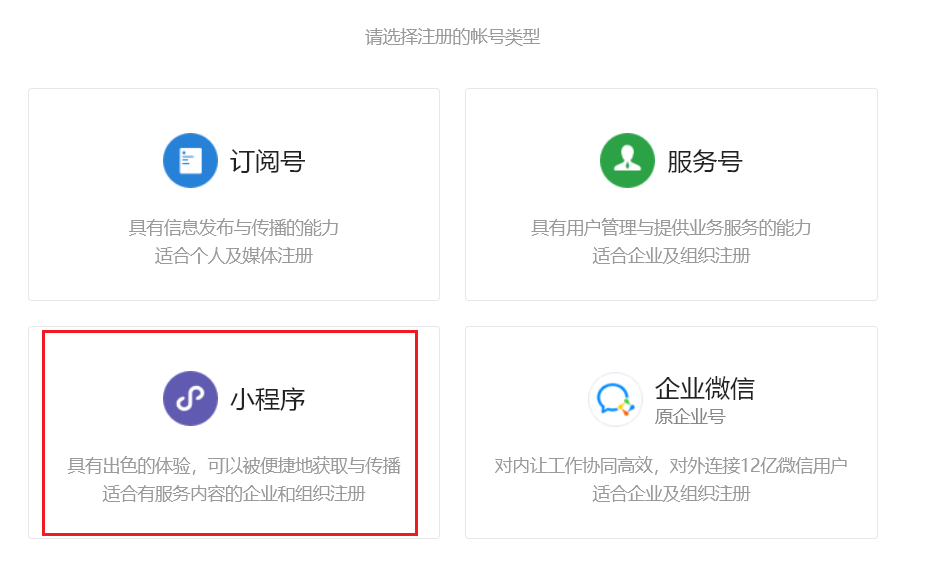 请选择注册的帐号类型
订阅号
具有信息发布与传播的能力
适合个人及媒体注册
服务号
具有用户管理与提供业务服务的能力
适合企业及组织注册
小程序
具有出色的体验，可以被便捷地获取与传播
适合有服务内容的企业和组织注册
企业微信
原企业号
对内让工作协同高效，对外连接12亿微信用户
适合企业及组织注册